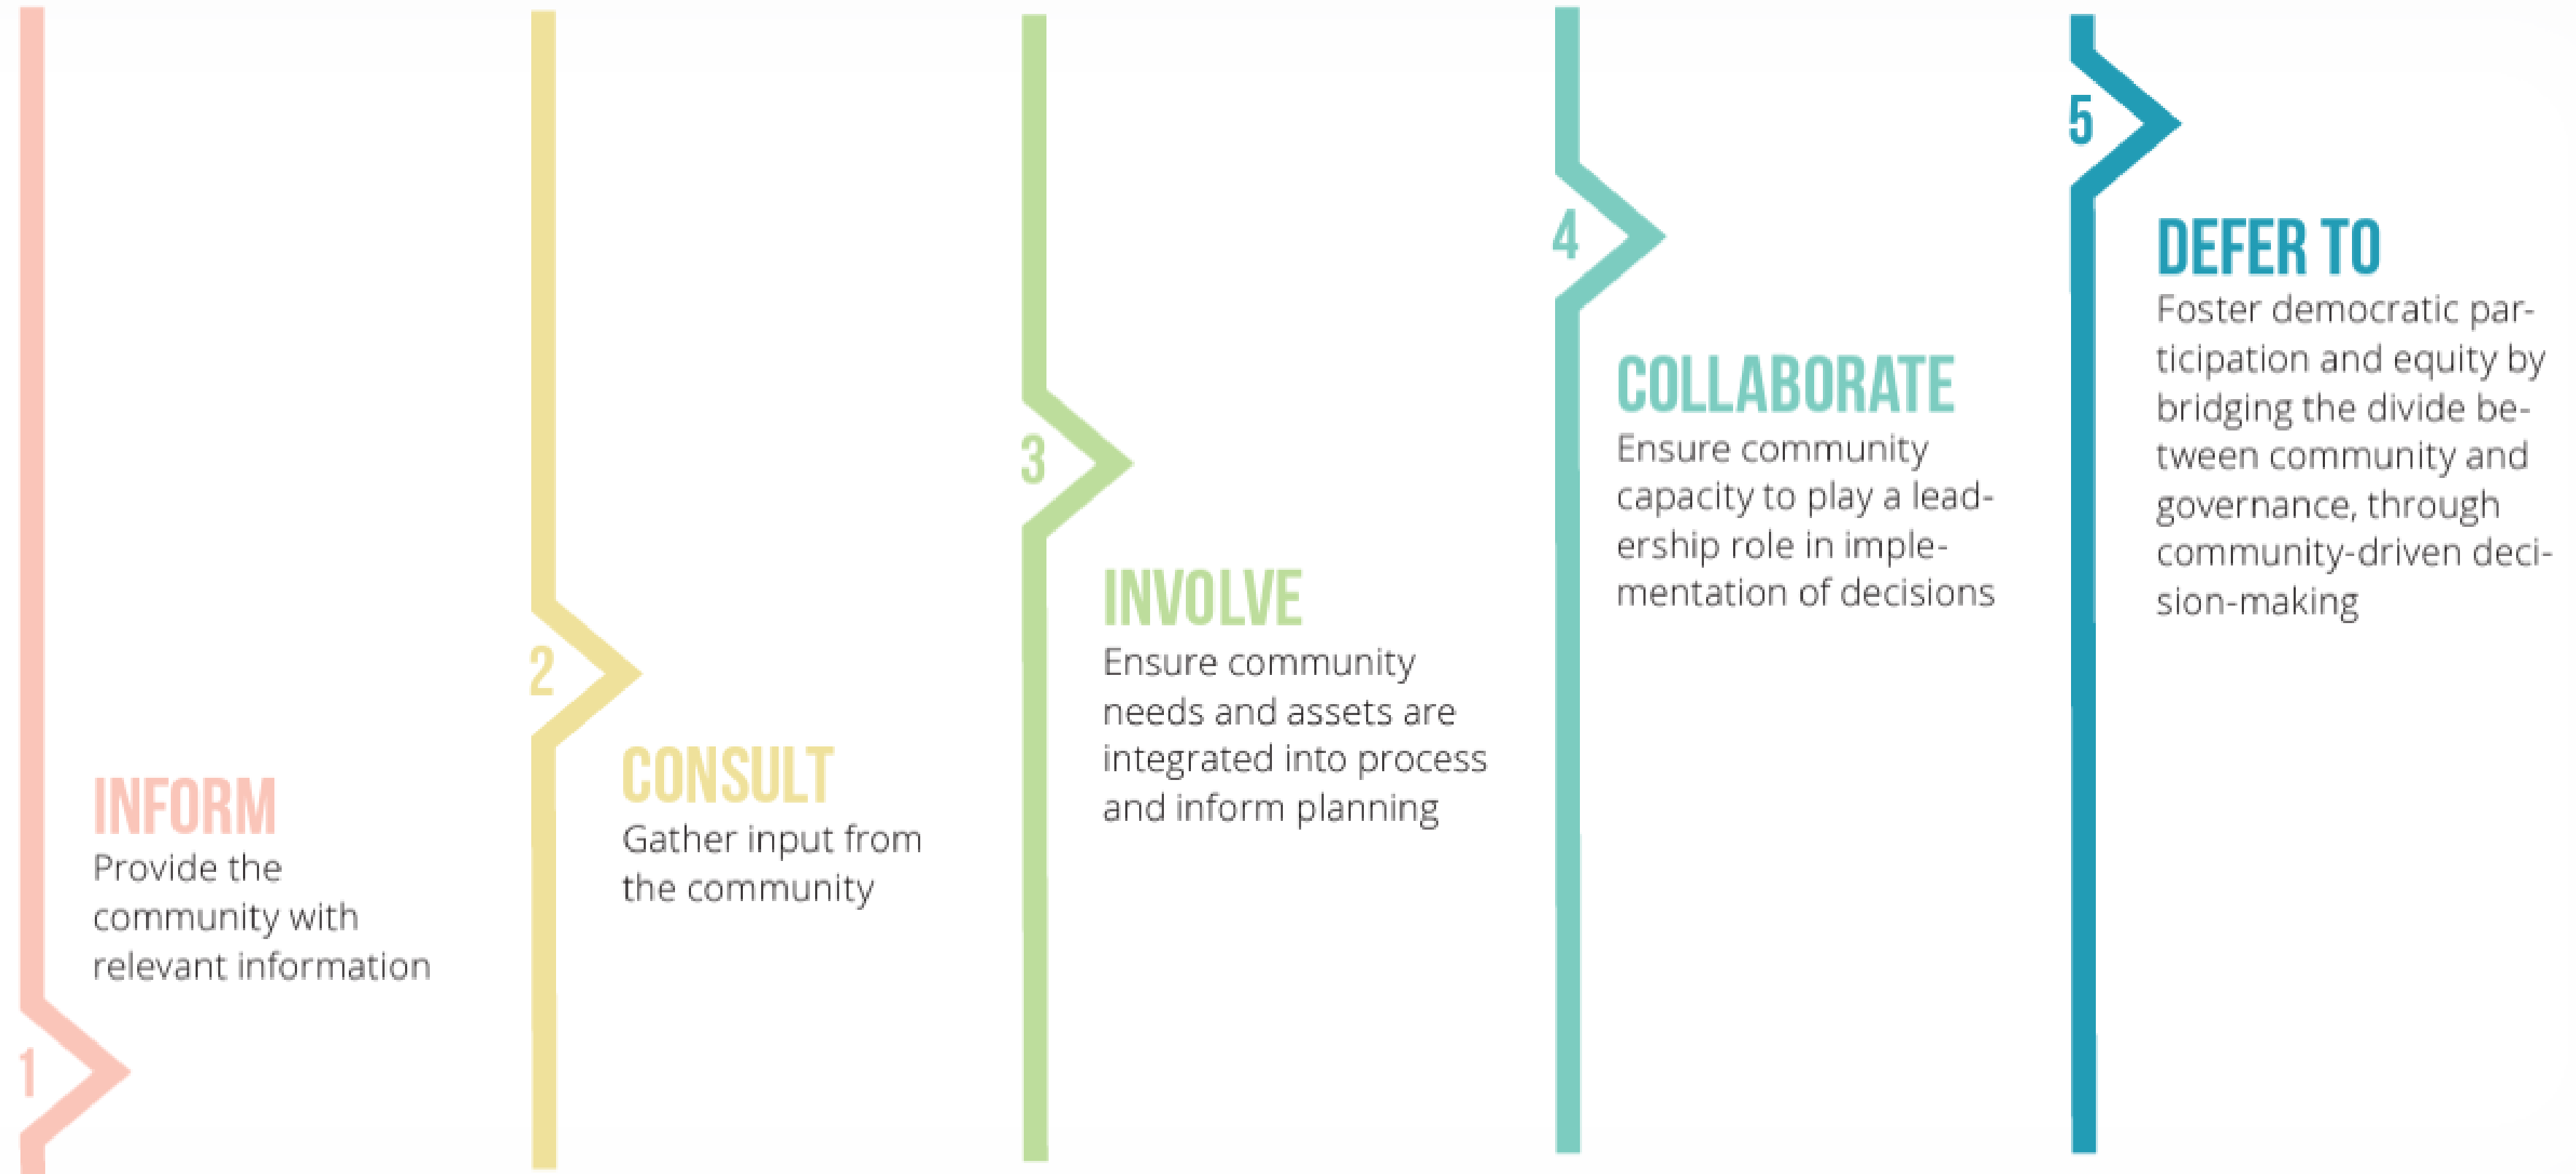 1
INFORM
Provide the
community with
relevant information
2
CONSULT
Gather input from
the community
3
INVOLVE
Ensure community
needs and assets are
integrated into process
and inform planning
4
COLLABORATE
Ensure community
capacity to play a lead-
ership role in imple-
mentation of decisions
5
DEFER TO
Foster democratic par-
ticipation and equity by
bridging the divide be-
tween community and
governance, through
community-driven deci-
sion-making